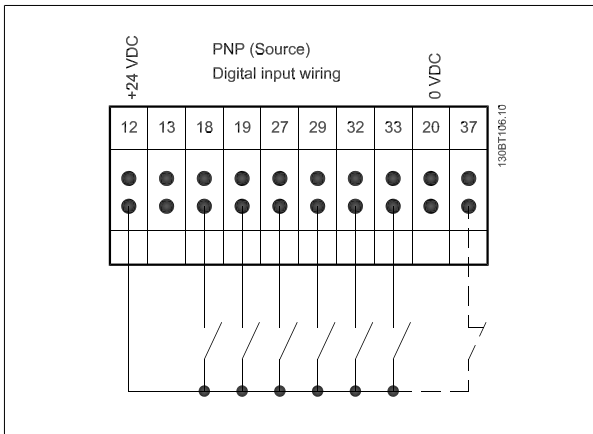 PNP (Source)
Digital input wiring
+24 VDC
0 VDC
12 13 18 19 27 29 32 33 20 37
130BT106.10